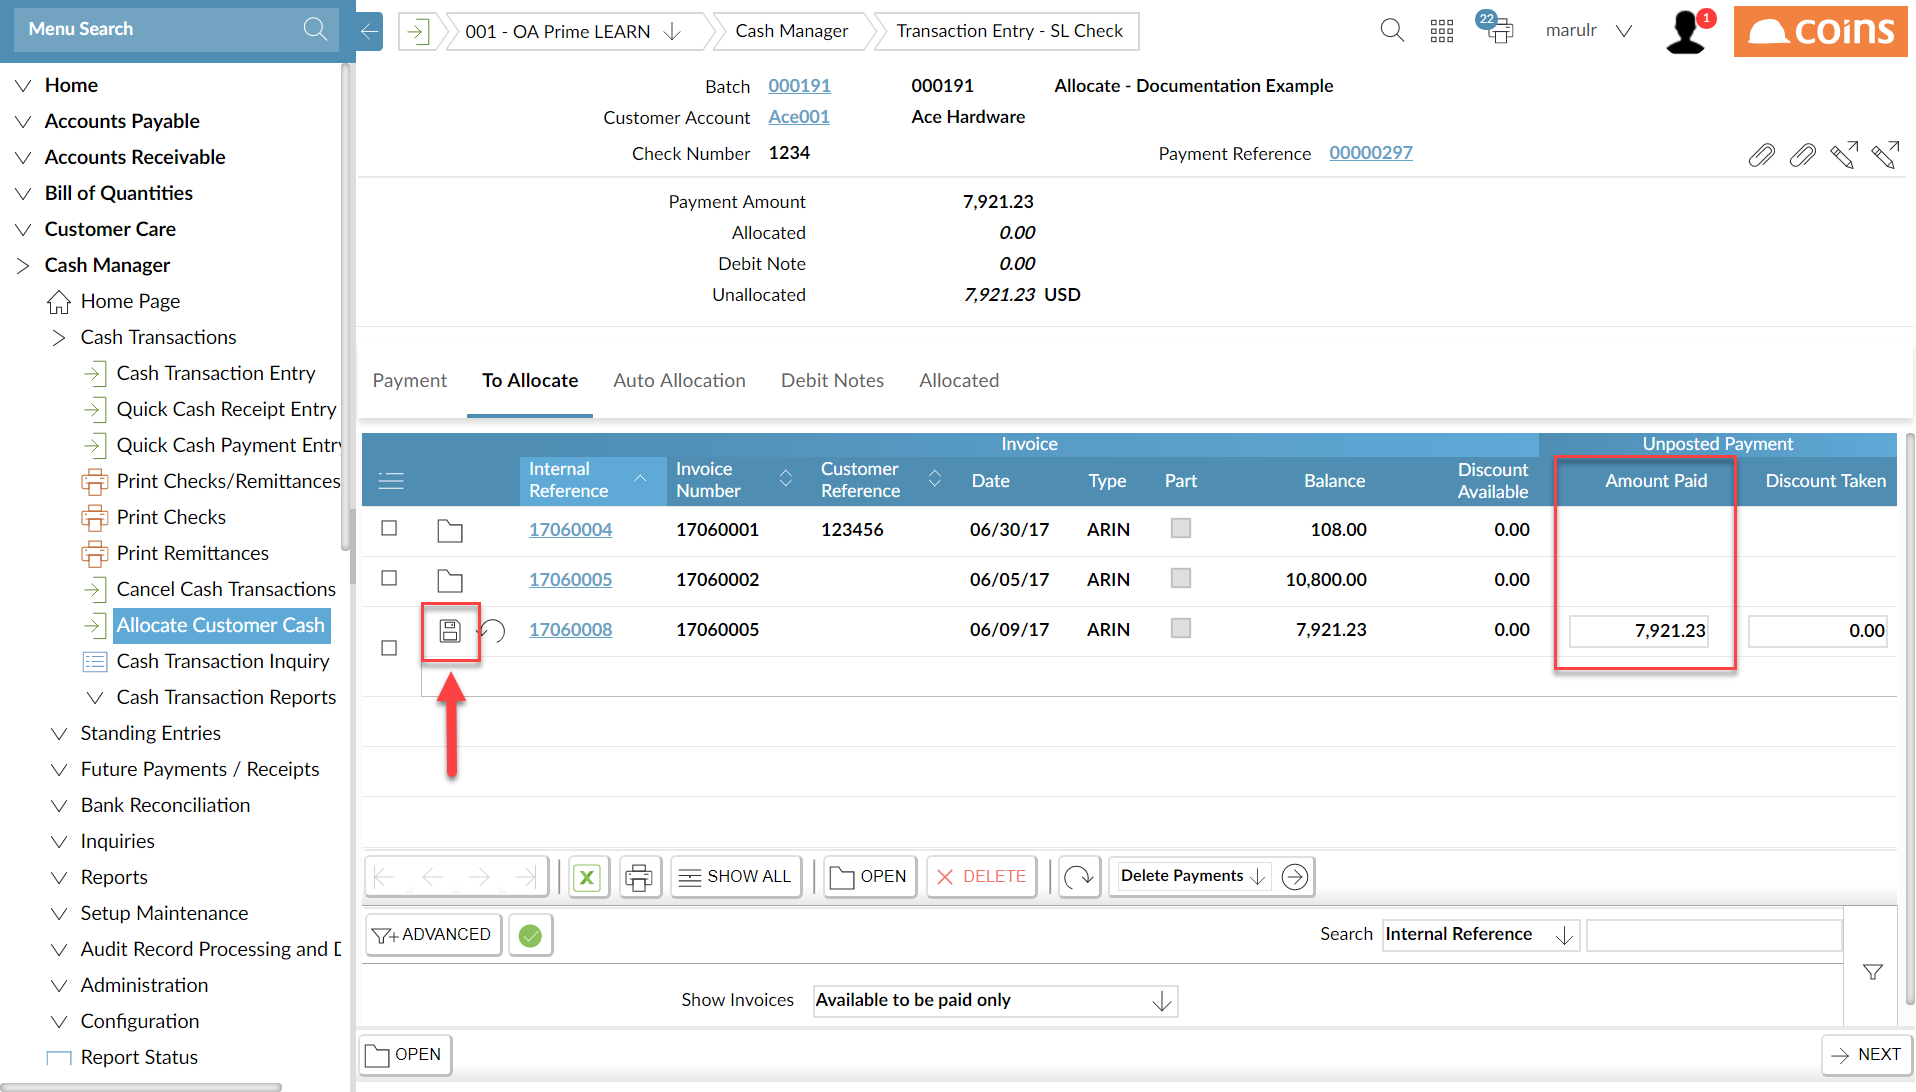 Menu Search
001 - OA Prime LEARN
Cash Manager
Transaction Entry - SL Check
22
marulr
1
coins
Home
Accounts Payable
Accounts Receivable
Bill of Quantities
Customer Care
Cash Manager
Home Page
Cash Transactions
Cash Transaction Entry
Quick Cash Receipt Entry
Quick Cash Payment Entry
Print Checks/Remittances
Print Checks
Print Remittances
Cancel Cash Transactions
Allocate Customer Cash
Cash Transaction Inquiry
Cash Transaction Reports
Standing Entries
Future Payments / Receipts
Bank Reconciliation
Inquiries
Reports
Setup Maintenance
Audit Record Processing and D
Administration
Configuration
Report Status
Batch 000191 000191 Allocate - Documentation Example
Customer Account Ace001 Ace Hardware
Check Number 1234 Payment Reference 00000297
Payment Amount 7,921.23
Allocated 0.00
Debit Note 0.00
Unallocated 7,921.23 USD
Payment To Allocate Auto Allocation Debit Notes Allocated
Invoice Unposted Payment
Internal Reference Invoice Number Customer Reference Date Type Part Balance Discount Available Amount Paid Discount Taken
17060004 17060001 123456 06/30/17 ARIN 108.00 0.00
17060005 17060002 06/05/17 ARIN 10,800.00 0.00
17060008 17060005 06/09/17 ARIN 7,921.23 0.00 7,921.23 0.00
SHOW ALL OPEN DELETE Delete Payments
ADVANCED Search Internal Reference
Show Invoices Available to be paid only
OPEN NEXT